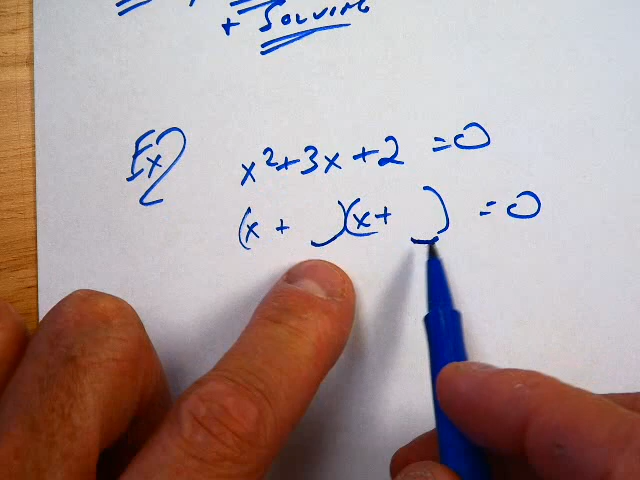 + SOLVING
Ex x²+3x+2 =0
(x + _)(x+ _) =0